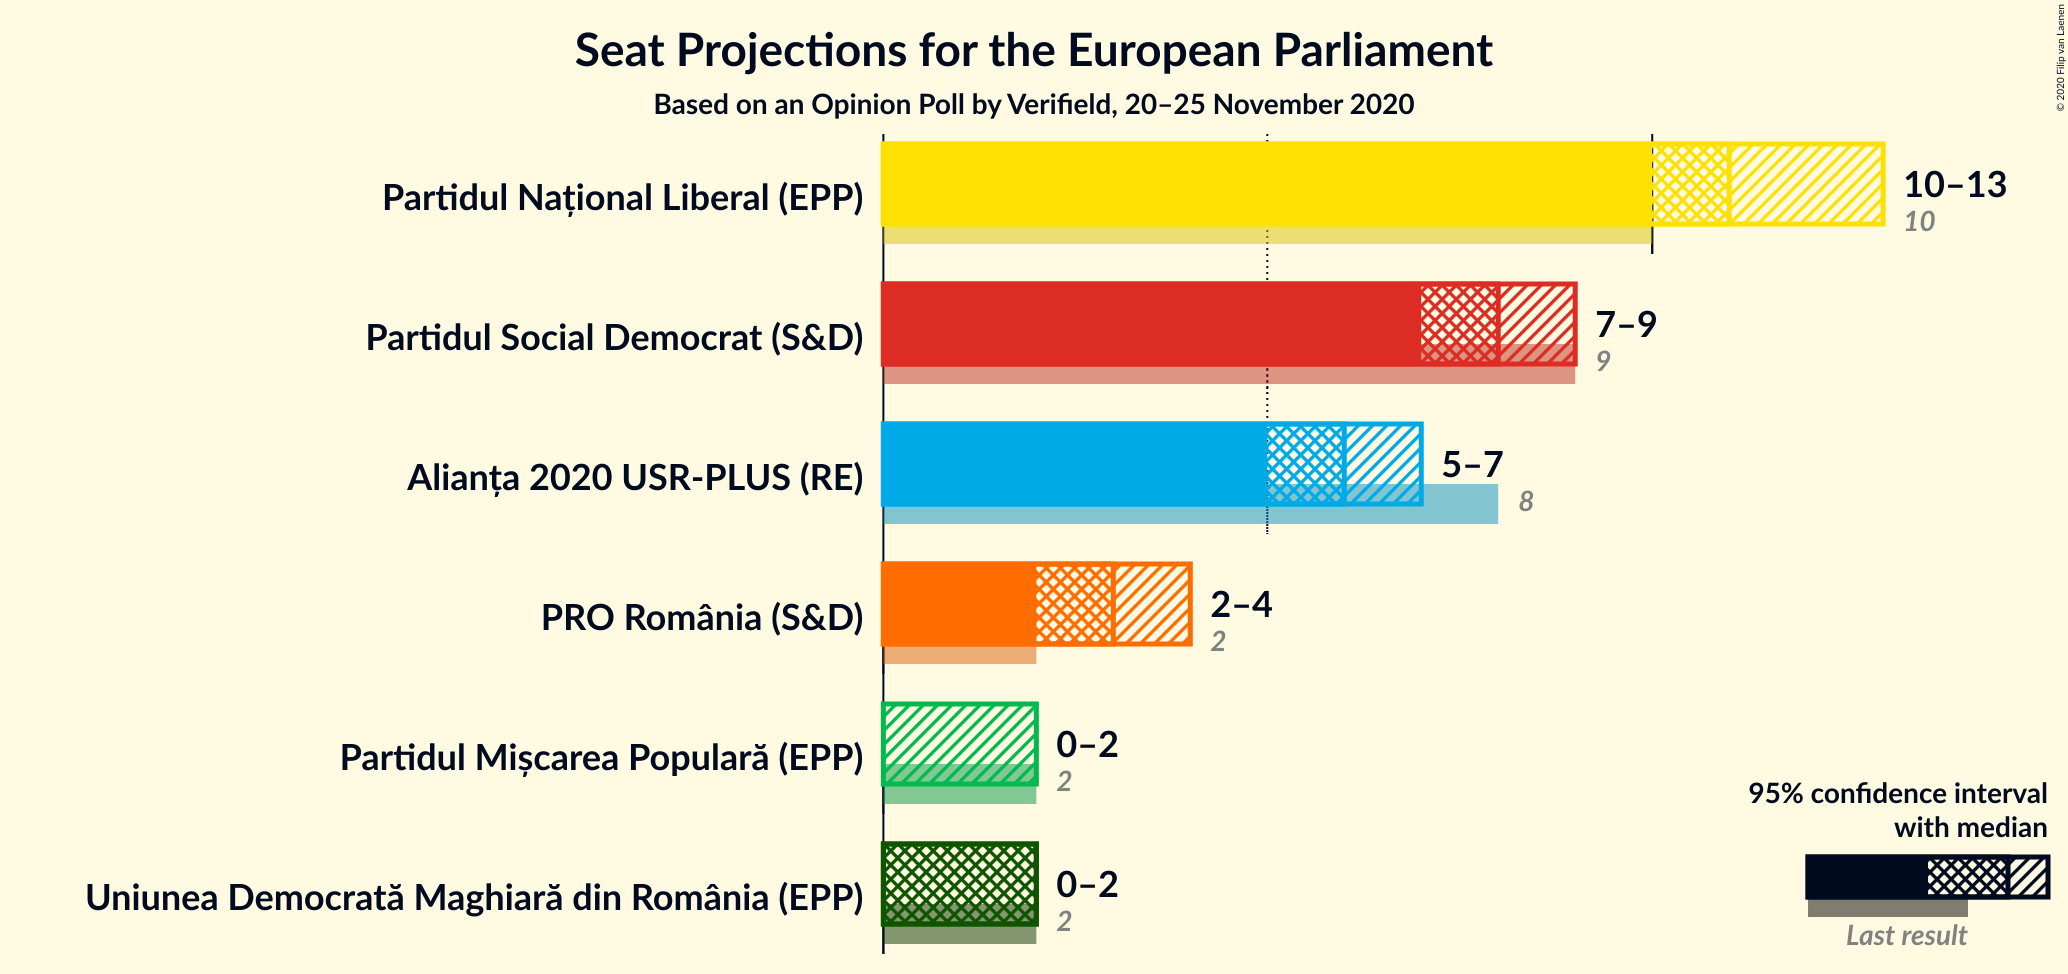 Seat Projections for the European Parliament
Based on an Opinion Poll by Verifield, 20–25 November 2020
© 2020 Filip van Laenen
Partidul Național Liberal (EPP)
10–13
10
Partidul Social Democrat (S&D)
7–9
9
Alianța 2020 USR-PLUS (RE)
5–7
8
PRO România (S&D)
2–4
2
Partidul Mișcarea Populară (EPP)
0–2
2
Uniunea Democrată Maghiară din România (EPP)
0–2
2
95% confidence interval
with median
Last result